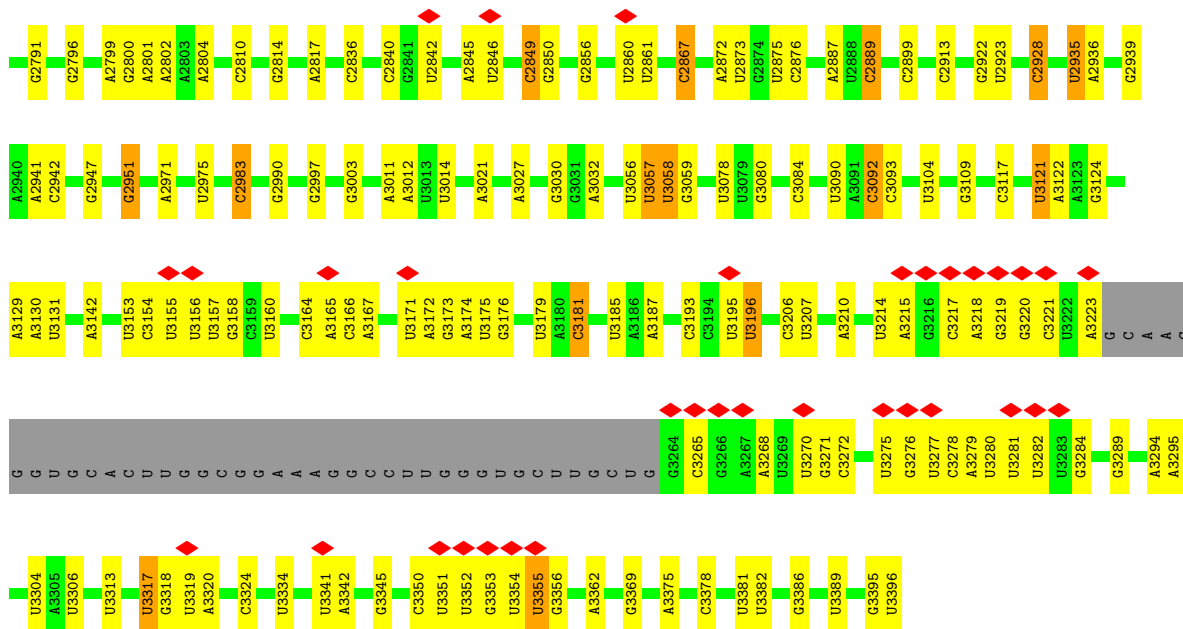 G2791 G2796 A2799 G2800 A2801 A2802 A2803 A2804 C2810 G2814 A2817 C2836 C2840 G2841 U2842 A2845 U2846 C2849 G2850 G2856 U2860 U2861 C2867 A2872 U2873 G2874 U2875 C2876 A2887 U2888 C2889 C2899 C2913 G2922 U2923 C2928 U2935 A2936 G2939
A2940 A2941 C2942 G2947 G2951 A2971 U2975 C2983 G2990 G2997 G3003 A3011 A3012 U3013 U3014 A3021 A3027 G3030 G3031 A3032 U3056 U3057 U3058 G3059 U3078 U3079 G3080 C3084 U3090 A3091 C3092 C3093 U3104 G3109 C3117 U3121 A3122 A3123 G3124
A3129 A3130 U3131 A3142 U3153 C3154 U3155 U3156 U3157 G3158 C3159 U3160 C3164 A3165 C3166 A3167 U3171 A3172 G3173 A3174 U3175 G3176 U3179 A3180 C3181 U3185 A3186 A3187 C3193 C3194 U3195 U3196 C3206 U3207 A3210 U3214 A3215 G3216 C3217 A3218 G3219 G3220 C3221 U3222 A3223 G C A A
G G U G C A C U U G G C G G A A A G G C C U U G G G U G C U U G C U G G3264 C3265 G3266 A3267 A3268 U3269 U3270 G3271 C3272 U3275 G3276 U3277 C3278 A3279 U3280 U3281 U3282 U3283 G3284 G3289 A3294 A3295
U3304 A3305 U3306 U3313 U3317 G3318 U3319 A3320 C3324 U3334 U3341 A3342 G3345 C3350 U3351 U3352 G3353 U3354 U3355 G3356 A3362 G3369 A3375 C3378 U3381 U3382 G3386 U3389 G3395 U3396